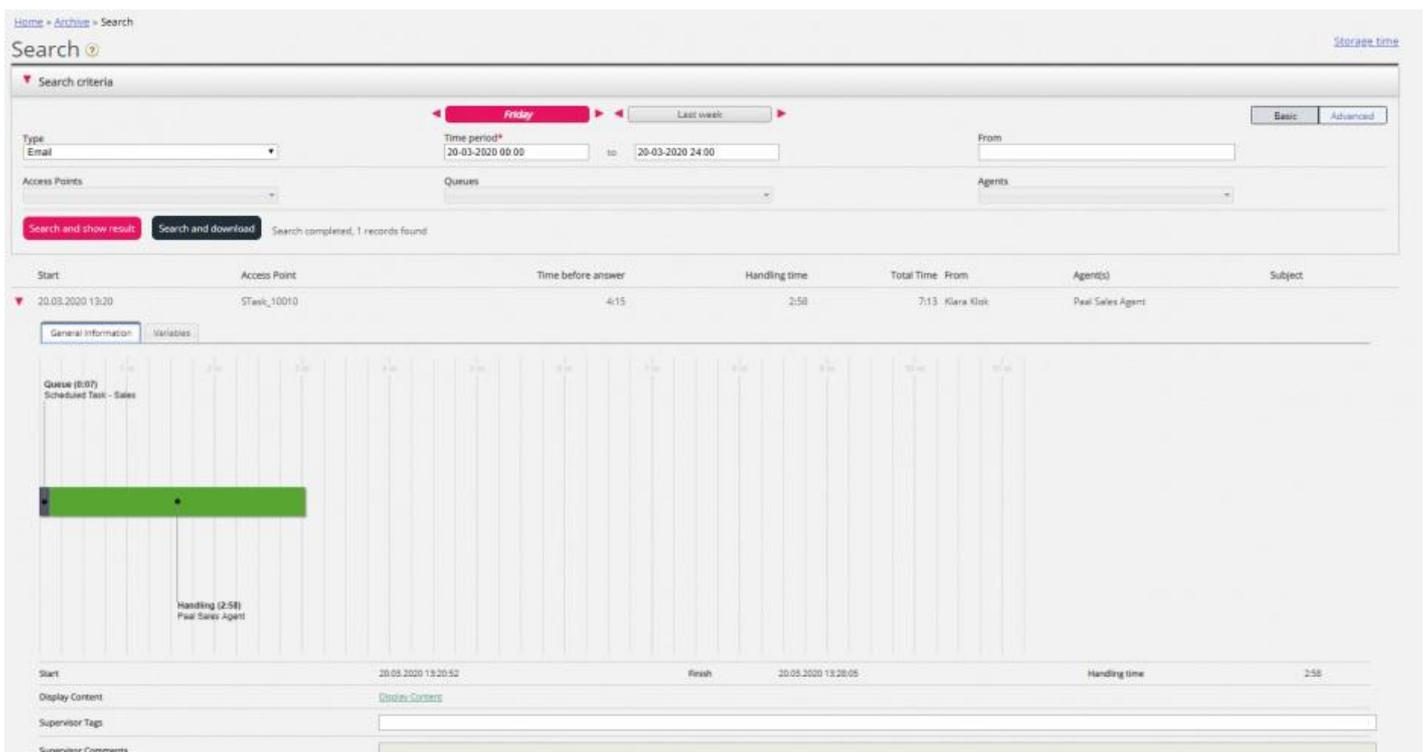 Home » Archive » Search
Search ?
Storage time
Search criteria
Friday
Last week
Basic
Advanced
Type
Time period*
From
Email
20-03-2020 00:00
to
20-03-2020 24:00
Access Points
Queues
Agents
Search and show result
Search and download
Search completed, 1 records found
Start
Access Point
Time before answer
Handling time
Total Time
From
Agent(s)
Subject
20.03.2020 13:20
STask_10010
4:15
2:58
7:13
Klara Klok
Paal Sales Agent
General Information
Variables
Queue (0:07)
Scheduled Task - Sales
Handling (2:58)
Paal Sales Agent
Start
20.03.2020 13:20:52
Finish
20.03.2020 13:28:05
Handling time
2:58
Display Content
Display Content
Supervisor Tags
Supervisor Comments